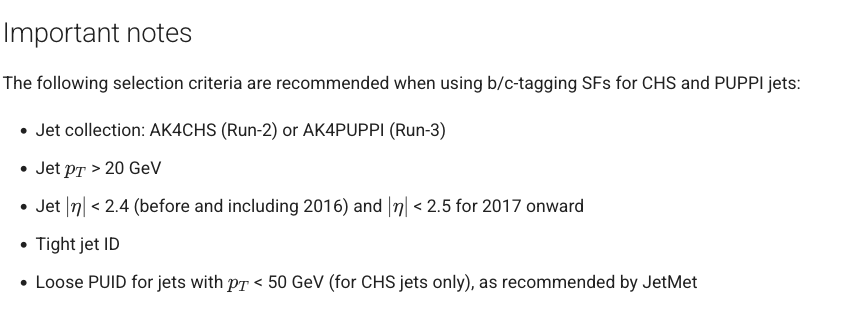 Important notes
The following selection criteria are recommended when using b/c-tagging SFs for CHS and PUPPI jets:
• Jet collection: AK4CHS (Run-2) or AK4PUPPI (Run-3)
• Jet p_T > 20 GeV
• Jet |η| < 2.4 (before and including 2016) and |η| < 2.5 for 2017 onward
• Tight jet ID
• Loose PUID for jets with p_T < 50 GeV (for CHS jets only), as recommended by JetMet